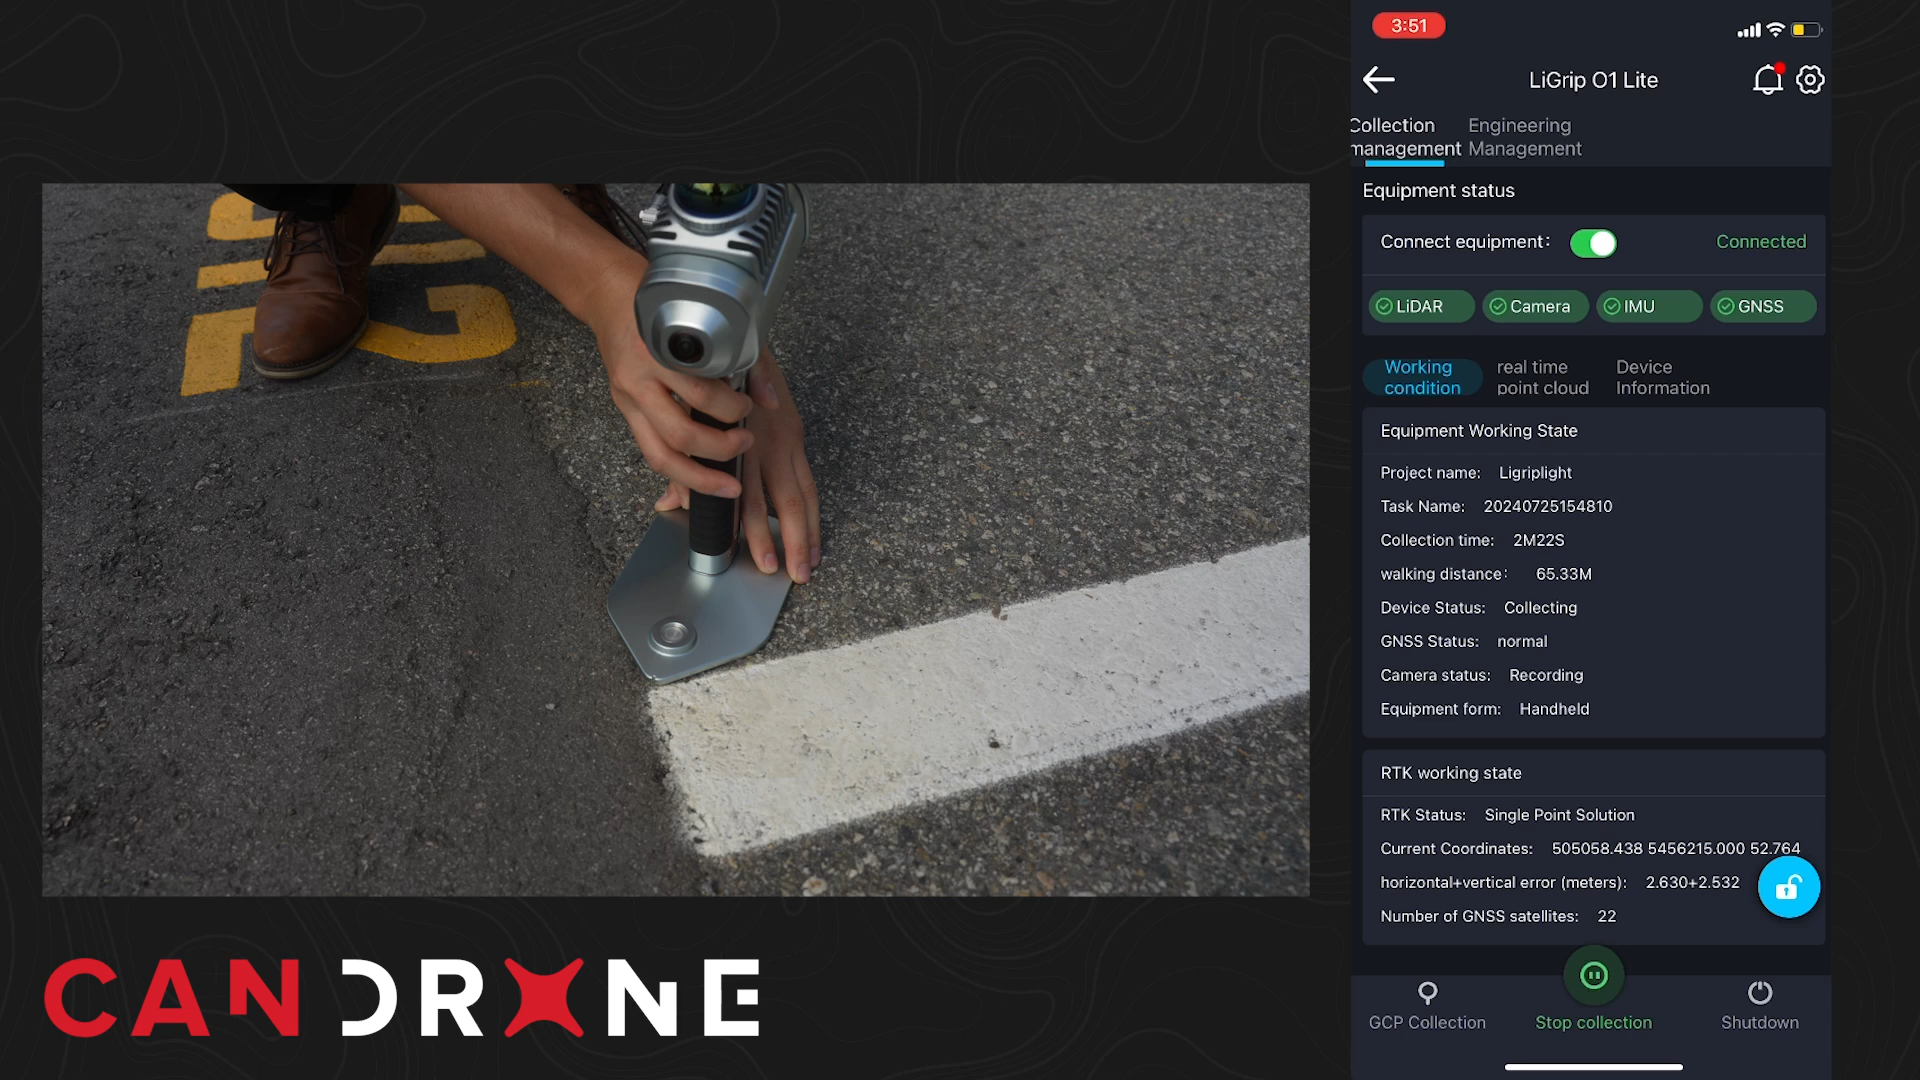 3:51
LiGrip O1 Lite
Collection
management
Engineering
Management
Equipment status
Connect equipment:
Connected
LiDAR
Camera
IMU
GNSS
Working
condition
real time
point cloud
Device
Information
Equipment Working State
Project name: Ligriplight
Task Name: 20240725154810
Collection time: 2M22S
walking distance: 65.33M
Device Status: Collecting
GNSS Status: normal
Camera status: Recording
Equipment form: Handheld
RTK working state
RTK Status: Single Point Solution
Current Coordinates: 505058.438 5456215.000 52.764
horizontal+vertical error (meters): 2.630+2.532
Number of GNSS satellites: 22
GCP Collection
Stop collection
Shutdown
CANDRONE